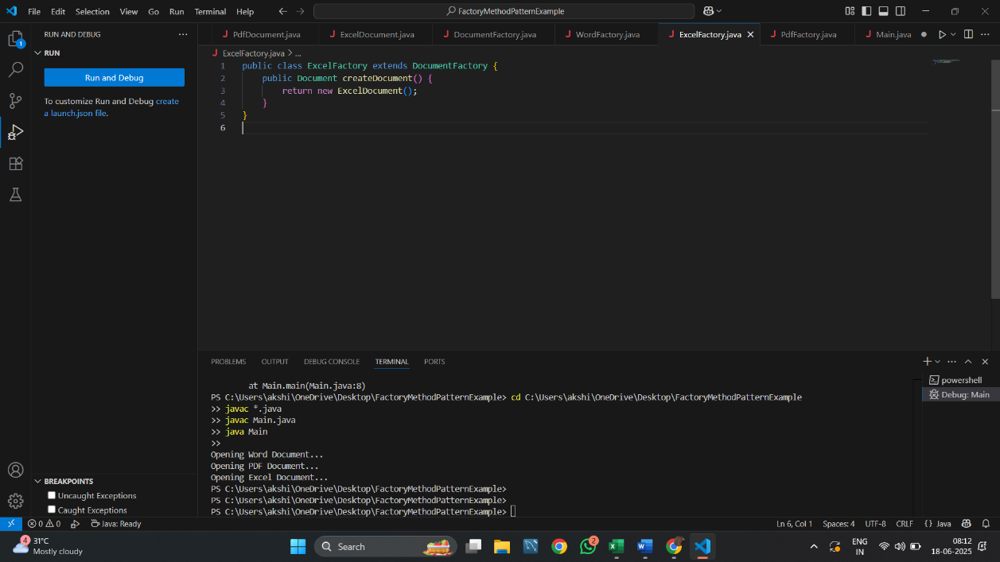 File Edit Selection View Go Run Terminal Help
FactoryMethodPatternExample
RUN AND DEBUG
PdfDocument.java ExcelDocument.java DocumentFactory.java WordFactory.java ExcelFactory.java PdfFactory.java Main.java
1
RUN
Run and Debug
To customize Run and Debug create
a launch.json file.
ExcelFactory.java > ...
1 public class ExcelFactory extends DocumentFactory {
2 public Document createDocument() {
3 return new ExcelDocument();
4 }
5 }
6
PROBLEMS OUTPUT DEBUG CONSOLE TERMINAL PORTS
powershell
Debug: Main
at Main.main(Main.java:8)
PS C:\Users\akshi\OneDrive\Desktop\FactoryMethodPatternExample> cd C:\Users\akshi\OneDrive\Desktop\FactoryMethodPatternExample
>> javac *.java
>> javac Main.java
>> java Main
>>
Opening Word Document...
Opening PDF Document...
Opening Excel Document...
PS C:\Users\akshi\OneDrive\Desktop\FactoryMethodPatternExample>
PS C:\Users\akshi\OneDrive\Desktop\FactoryMethodPatternExample>
PS C:\Users\akshi\OneDrive\Desktop\FactoryMethodPatternExample>
BREAKPOINTS
Uncaught Exceptions
Caught Exceptions
0 0 Java: Ready
Ln 6, Col 1 Spaces: 4 UTF-8 CRLF {} Java
4
31°C
Mostly cloudy
Search
2
ENG
IN
08:12
18-06-2025